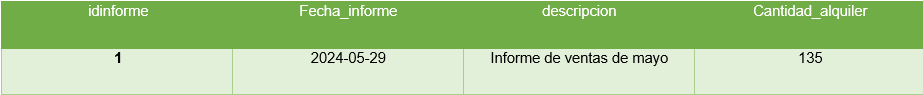 idinforme Fecha_informe descripcion Cantidad_alquiler
1 2024-05-29 Informe de ventas de mayo 135